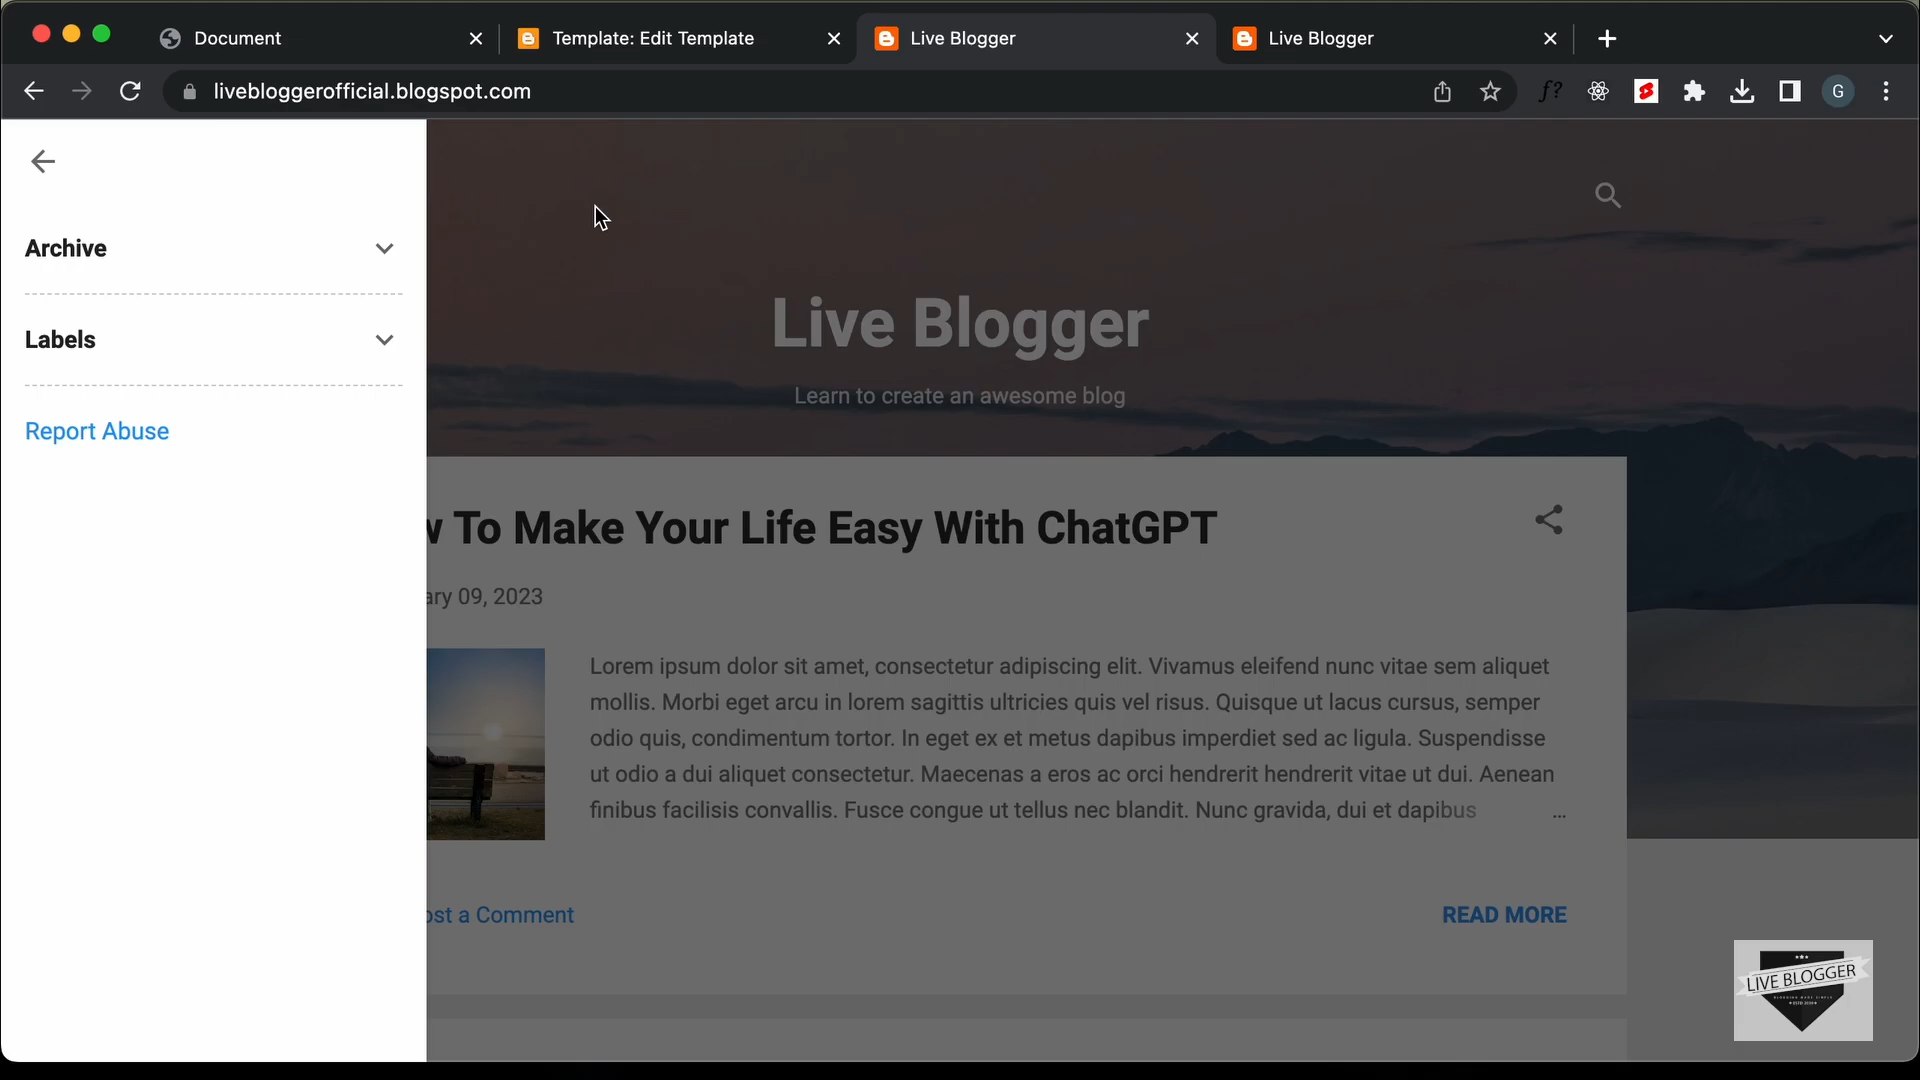 Document
Template: Edit Template
Live Blogger
Live Blogger
livebloggerofficial.blogspot.com
f?
G
Archive
Labels
Report Abuse
Live Blogger
Learn to create an awesome blog
w To Make Your Life Easy With ChatGPT
ary 09, 2023
Lorem ipsum dolor sit amet, consectetur adipiscing elit. Vivamus eleifend nunc vitae sem aliquet
mollis. Morbi eget arcu in lorem sagittis ultricies quis vel risus. Quisque ut lacus cursus, semper
odio quis, condimentum tortor. In eget ex et metus dapibus imperdiet sed ac ligula. Suspendisse
ut odio a dui aliquet consectetur. Maecenas a eros ac orci hendrerit hendrerit vitae ut dui. Aenean
finibus facilisis convallis. Fusce congue ut tellus nec blandit. Nunc gravida, dui et dapibus ...
ost a Comment
READ MORE
LIVE BLOGGER